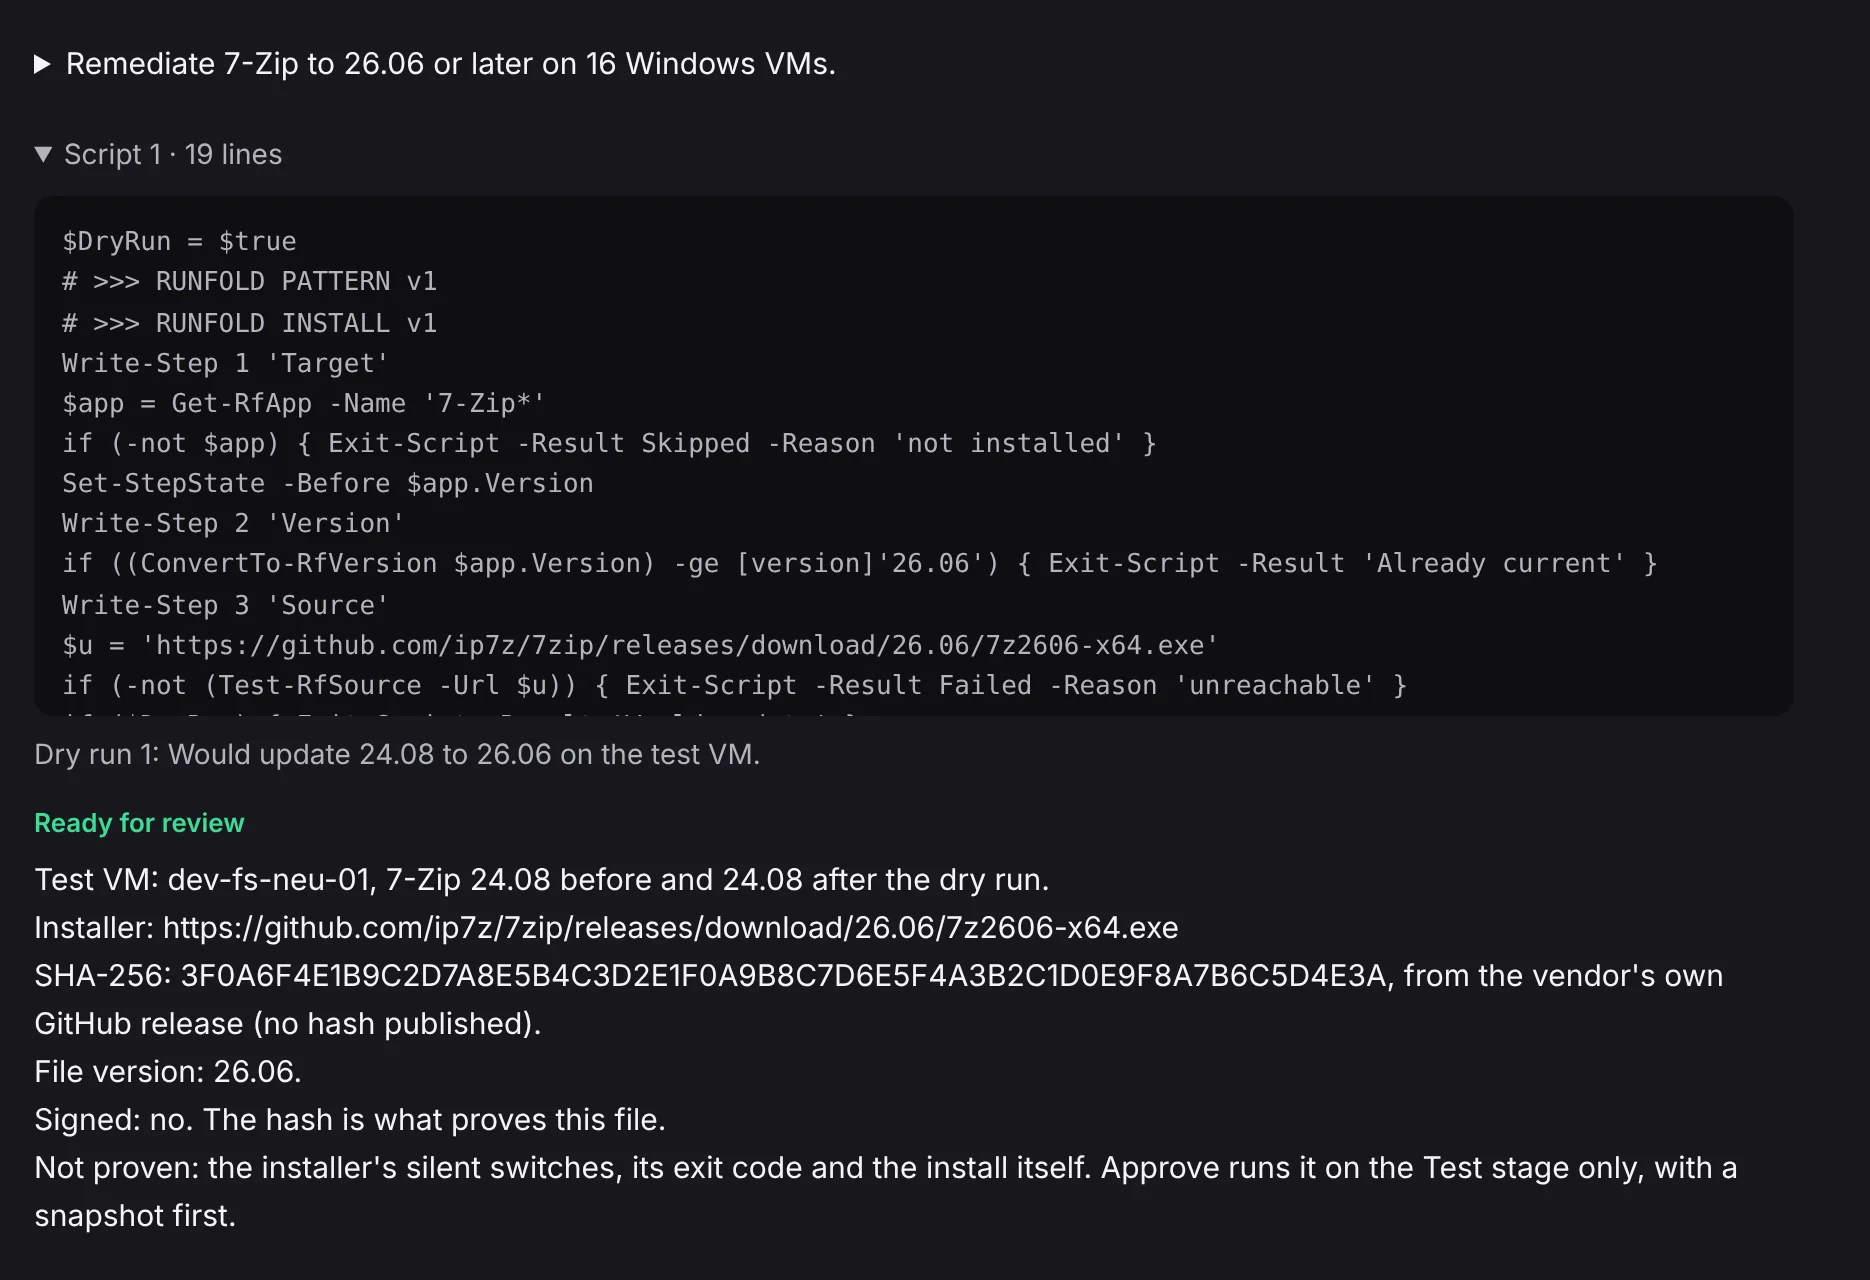 ▶ Remediate 7-Zip to 26.06 or later on 16 Windows VMs.
▼ Script 1 · 19 lines
$DryRun = $true
# >>> RUNFOLD PATTERN v1
# >>> RUNFOLD INSTALL v1
Write-Step 1 'Target'
$app = Get-RfApp -Name '7-Zip*'
if (-not $app) { Exit-Script -Result Skipped -Reason 'not installed' }
Set-StepState -Before $app.Version
Write-Step 2 'Version'
if ((ConvertTo-RfVersion $app.Version) -ge [version]'26.06') { Exit-Script -Result 'Already current' }
Write-Step 3 'Source'
$u = 'https://github.com/ip7z/7zip/releases/download/26.06/7z2606-x64.exe'
if (-not (Test-RfSource -Url $u)) { Exit-Script -Result Failed -Reason 'unreachable' }
Dry run 1: Would update 24.08 to 26.06 on the test VM.
Ready for review
Test VM: dev-fs-neu-01, 7-Zip 24.08 before and 24.08 after the dry run.
Installer: https://github.com/ip7z/7zip/releases/download/26.06/7z2606-x64.exe
SHA-256: 3F0A6F4E1B9C2D7A8E5B4C3D2E1F0A9B8C7D6E5F4A3B2C1D0E9F8A7B6C5D4E3A, from the vendor's own
GitHub release (no hash published).
File version: 26.06.
Signed: no. The hash is what proves this file.
Not proven: the installer's silent switches, its exit code and the install itself. Approve runs it on the Test stage only, with a
snapshot first.